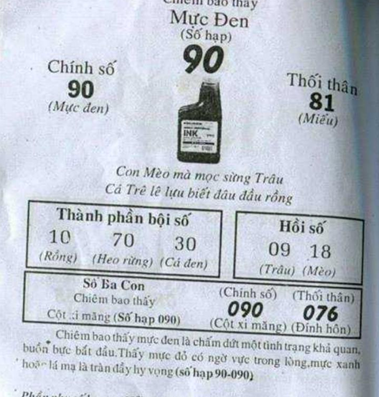 Chiêm bao thấy
Mực Đen
(Số hạp)
90
Chính số
90
(Mực đen)
Thối thân
81
(Miếu)
INK
Con Mèo mà mọc sừng Trâu
Cá Trê lê lựu biết đâu đầu rồng
Thành phần bội số
10 70 30
(Rồng) (Heo rừng) (Cá đen)
Hồi số
09 18
(Trâu) (Mèo)
Số Ba Con
Chiêm bao thấy
Cột xi măng (Số hạp 090)
(Chính số) (Thối thân)
090 076
(Cột xi măng) (Đính hôn)
Chiêm bao thấy mực đen là chấm dứt một tình trạng khả quan,
buồn bực bắt đầu.Thấy mực đỏ có ngờ vực trong lòng,mực xanh
hoặc lá mạ là tràn đầy hy vọng (số hạp 90-090)